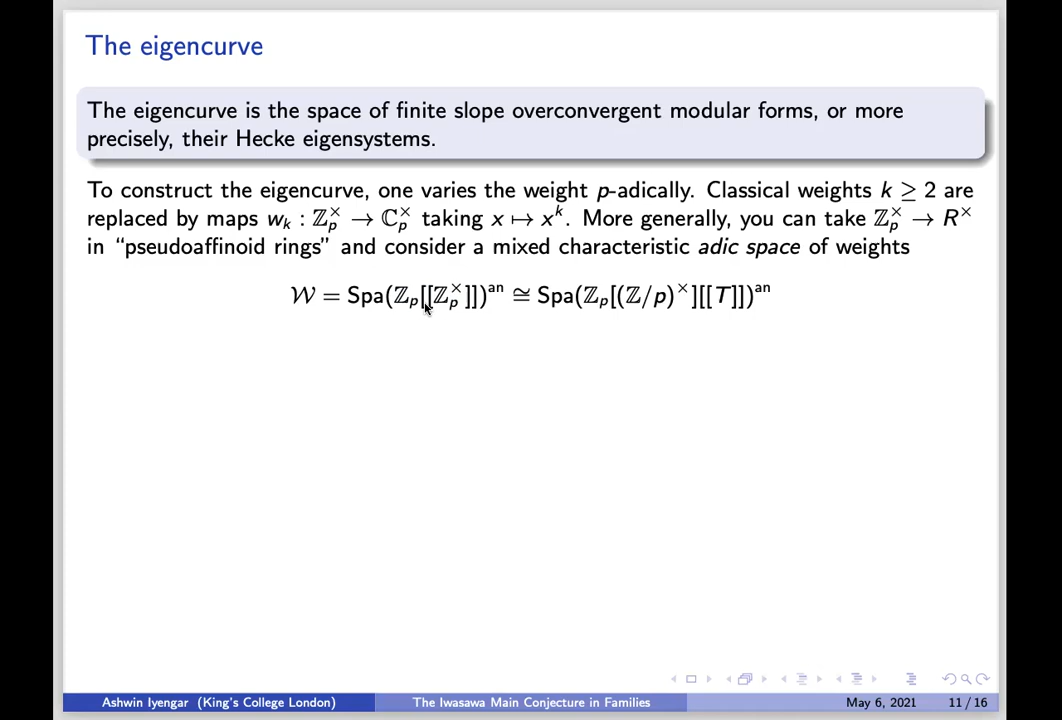 The eigencurve
The eigencurve is the space of finite slope overconvergent modular forms, or more
precisely, their Hecke eigensystems.
To construct the eigencurve, one varies the weight p-adically. Classical weights k ≥ 2 are
replaced by maps w_k : ℤ_p^× → ℂ_p^× taking x ↦ x^k. More generally, you can take ℤ_p^× → R^×
in “pseudoaffinoid rings” and consider a mixed characteristic adic space of weights
𝒲 = Spa(ℤ_p[[ℤ_p^×]])^an ≅ Spa(ℤ_p[(ℤ/p)^×][[T]])^an
Ashwin Iyengar (King's College London) The Iwasawa Main Conjecture in Families May 6, 2021 11 / 16